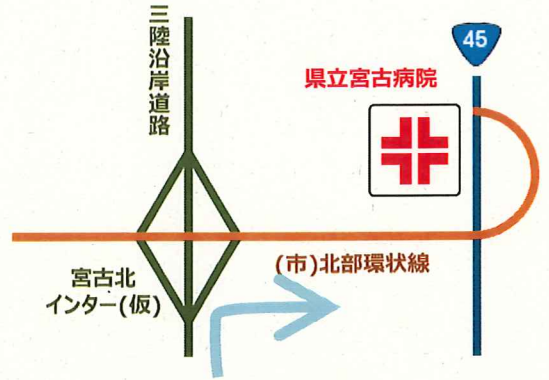 三陸沿岸道路
45
県立宮古病院
(市)北部環状線
宮古北
インター(仮)